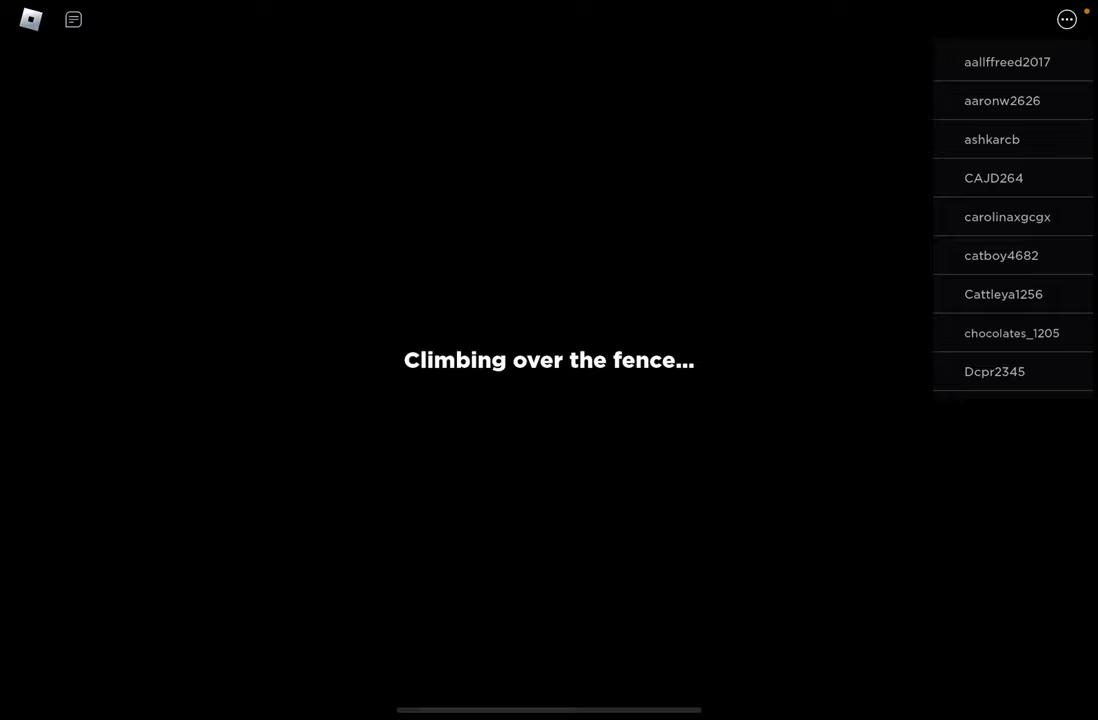 aallffreed2017
aaronw2626
ashkarcb
CAJD264
carolinaxgcgx
catboy4682
Cattleya1256
chocolates_1205
Climbing over the fence...
Dcpr2345